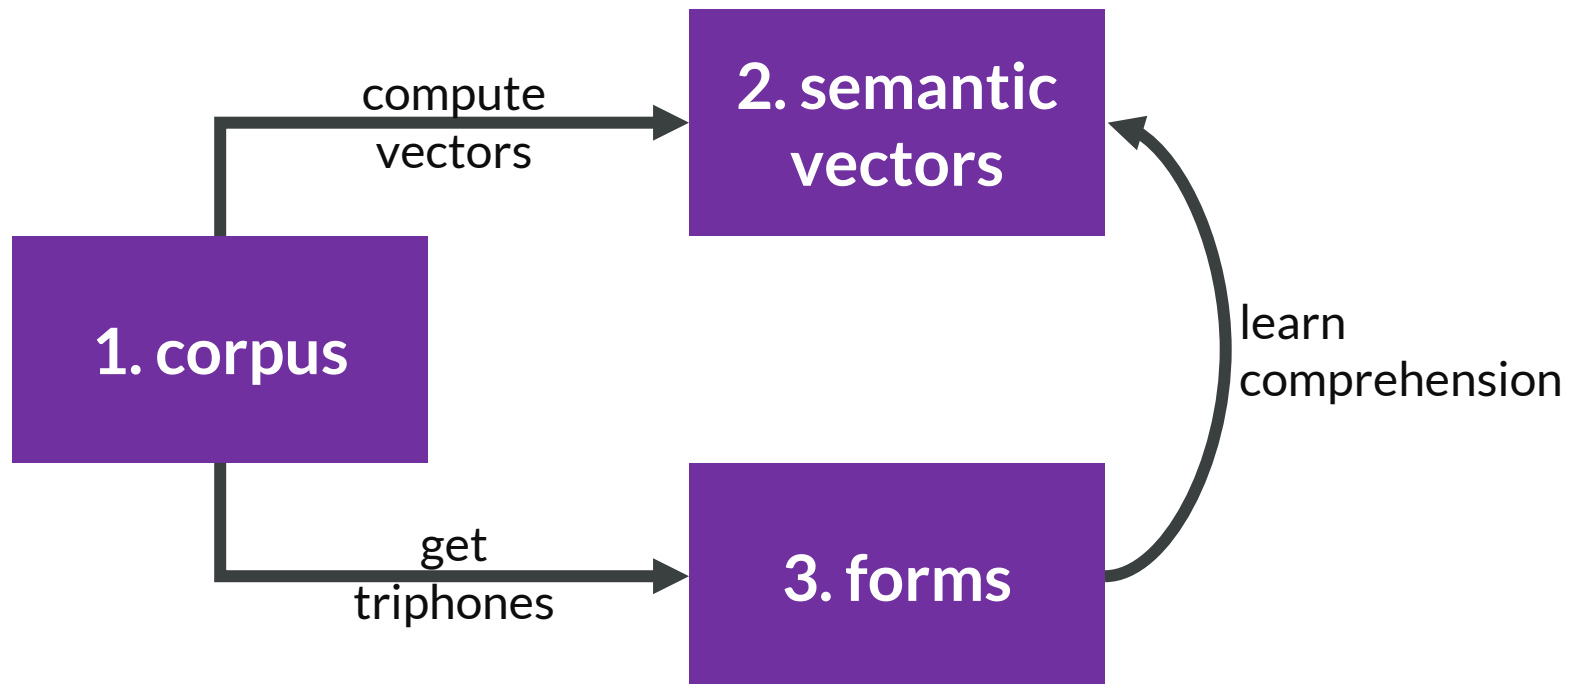 compute
vectors
2. semantic
vectors
1. corpus
learn
comprehension
get
triphones
3. forms